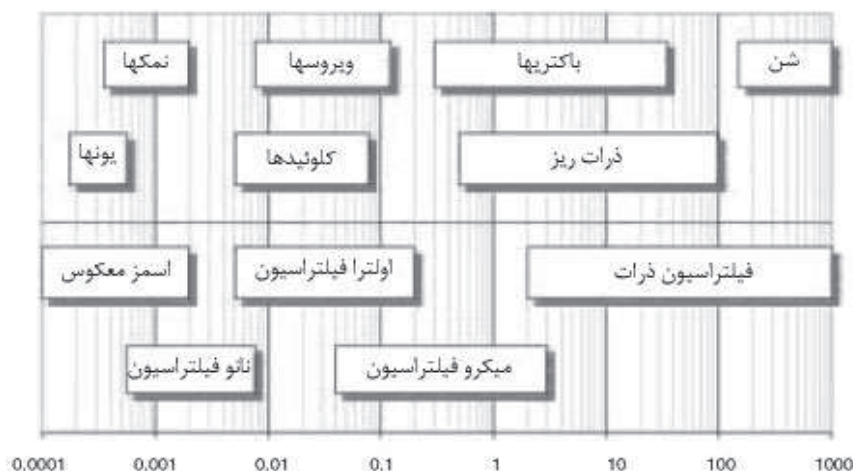 شن
باکتریها
ویروسها
نمکها
ذرات ریز
کلوئیدها
یونها
فیلتراسیون ذرات
اولترا فیلتراسیون
اسمز معکوس
میکرو فیلتراسیون
نانو فیلتراسیون
0.0001 0.001 0.01 0.1 1 10 100 1000